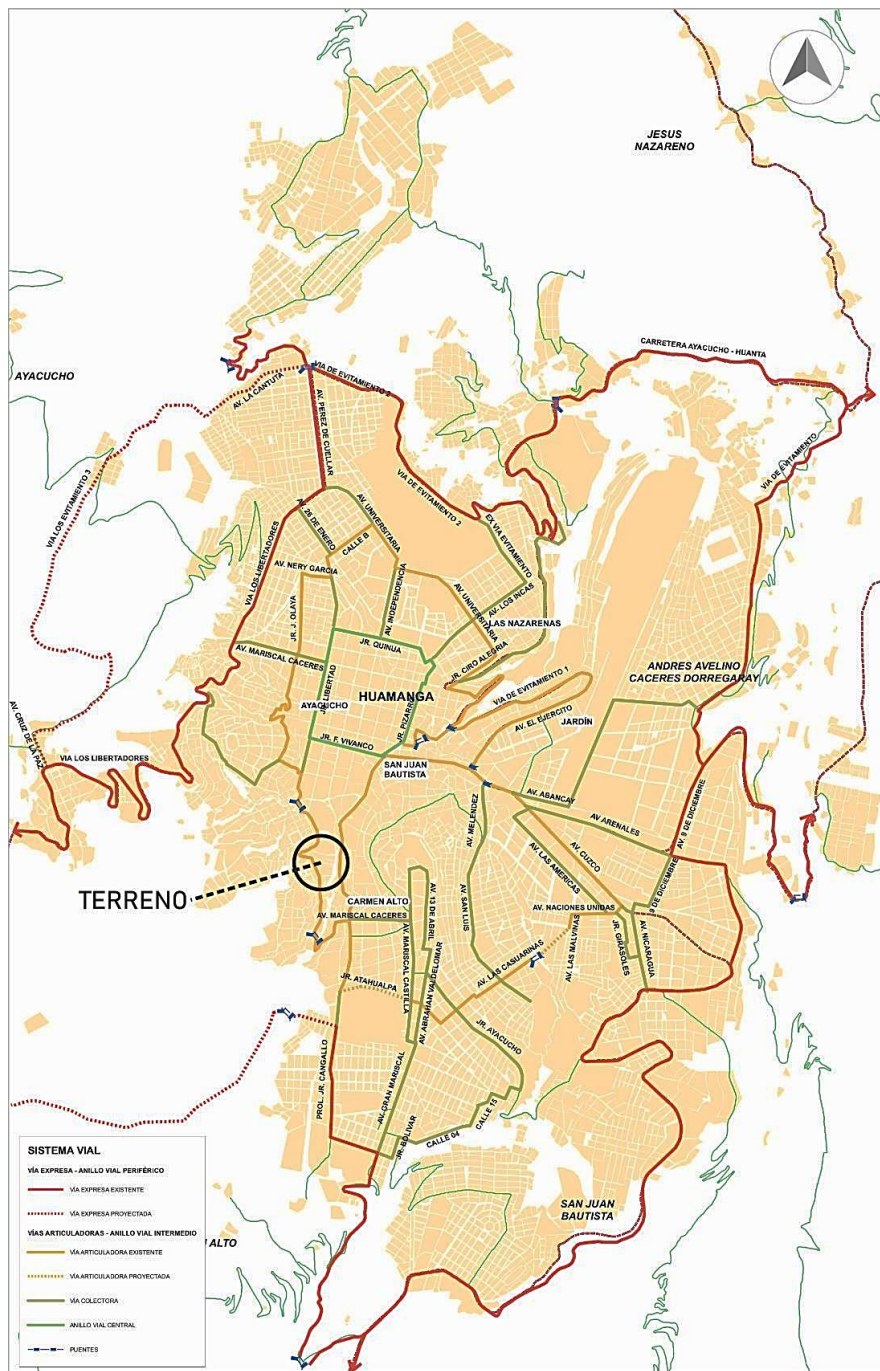 JESUS
NAZARENO
CARRETERA AYACUCHO - HUANTA
VIA DE EVITAMIENTO 2
AYACUCHO
AV. LA CANTUTA
AV. PEREZ DE CUELLAR
VIA DE EVITAMIENTO
VIA LOS EVITAMIENTO 3
VIA DE EVITAMIENTO 2
AV. 26 DE ENERO
AV. UNIVERSITARIA
EX VIA EVITAMIENTO
CALLE B
VIA LOS LIBERTADORES
AV. NERY GARCIA
AV. INDEPENDENCIA
AV. UNIVERSITARIA
AV. LOS INCAS
JR. J. OLAYA
LAS NAZARENAS
JR. QUINUA
AV. MARISCAL CACERES
JR. CIRO ALEGRIA
ANDRES AVELINO
CACERES DORREGARAY
JR. LIBERTAD
HUAMANGA
VIA DE EVITAMIENTO 1
AYACUCHO
JR. PIZARRO
AV. EL EJERCITO
JARDÍN
AV. CRUZ DE LA PAZ
VIA LOS LIBERTADORES
JR. F. VIVANCO
SAN JUAN
BAUTISTA
AV. ABANCAY
AV. MELENDEZ
AV ARENALES
AV. 9 DE DICIEMBRE
AV. CUZCO
AV. LAS AMERICAS
TERRENO
9 DE DICIEMBRE
CARMEN ALTO
AV. 13 DE ABRIL
AV. SAN LUIS
AV. NACIONES UNIDAS
AV. MARISCAL CACERES
AV. MARISCAL CASTILLA
AV. LAS MALVINAS
JR. GIRASOLES
AV. NICARAGUA
AV. LAS CASUARINAS
JR. ATAHUALPA
AV. ABRAHAN VALDELOMAR
JR. AYACUCHO
PROL. JR. CANGALLO
AV. GRAN MARISCAL
CALLE 15
JR. BOLIVAR
CALLE 04
SAN JUAN
BAUTISTA
N ALTO
SISTEMA VIAL
VÍA EXPRESA - ANILLO VIAL PERIFÉRICO
VÍA EXPRESA EXISTENTE
VÍA EXPRESA PROYECTADA
VÍAS ARTICULADORAS - ANILLO VIAL INTERMEDIO
VÍA ARTICULADORA EXISTENTE
VÍA ARTICULADORA PROYECTADA
VÍA COLECTORA
ANILLO VIAL CENTRAL
PUENTES